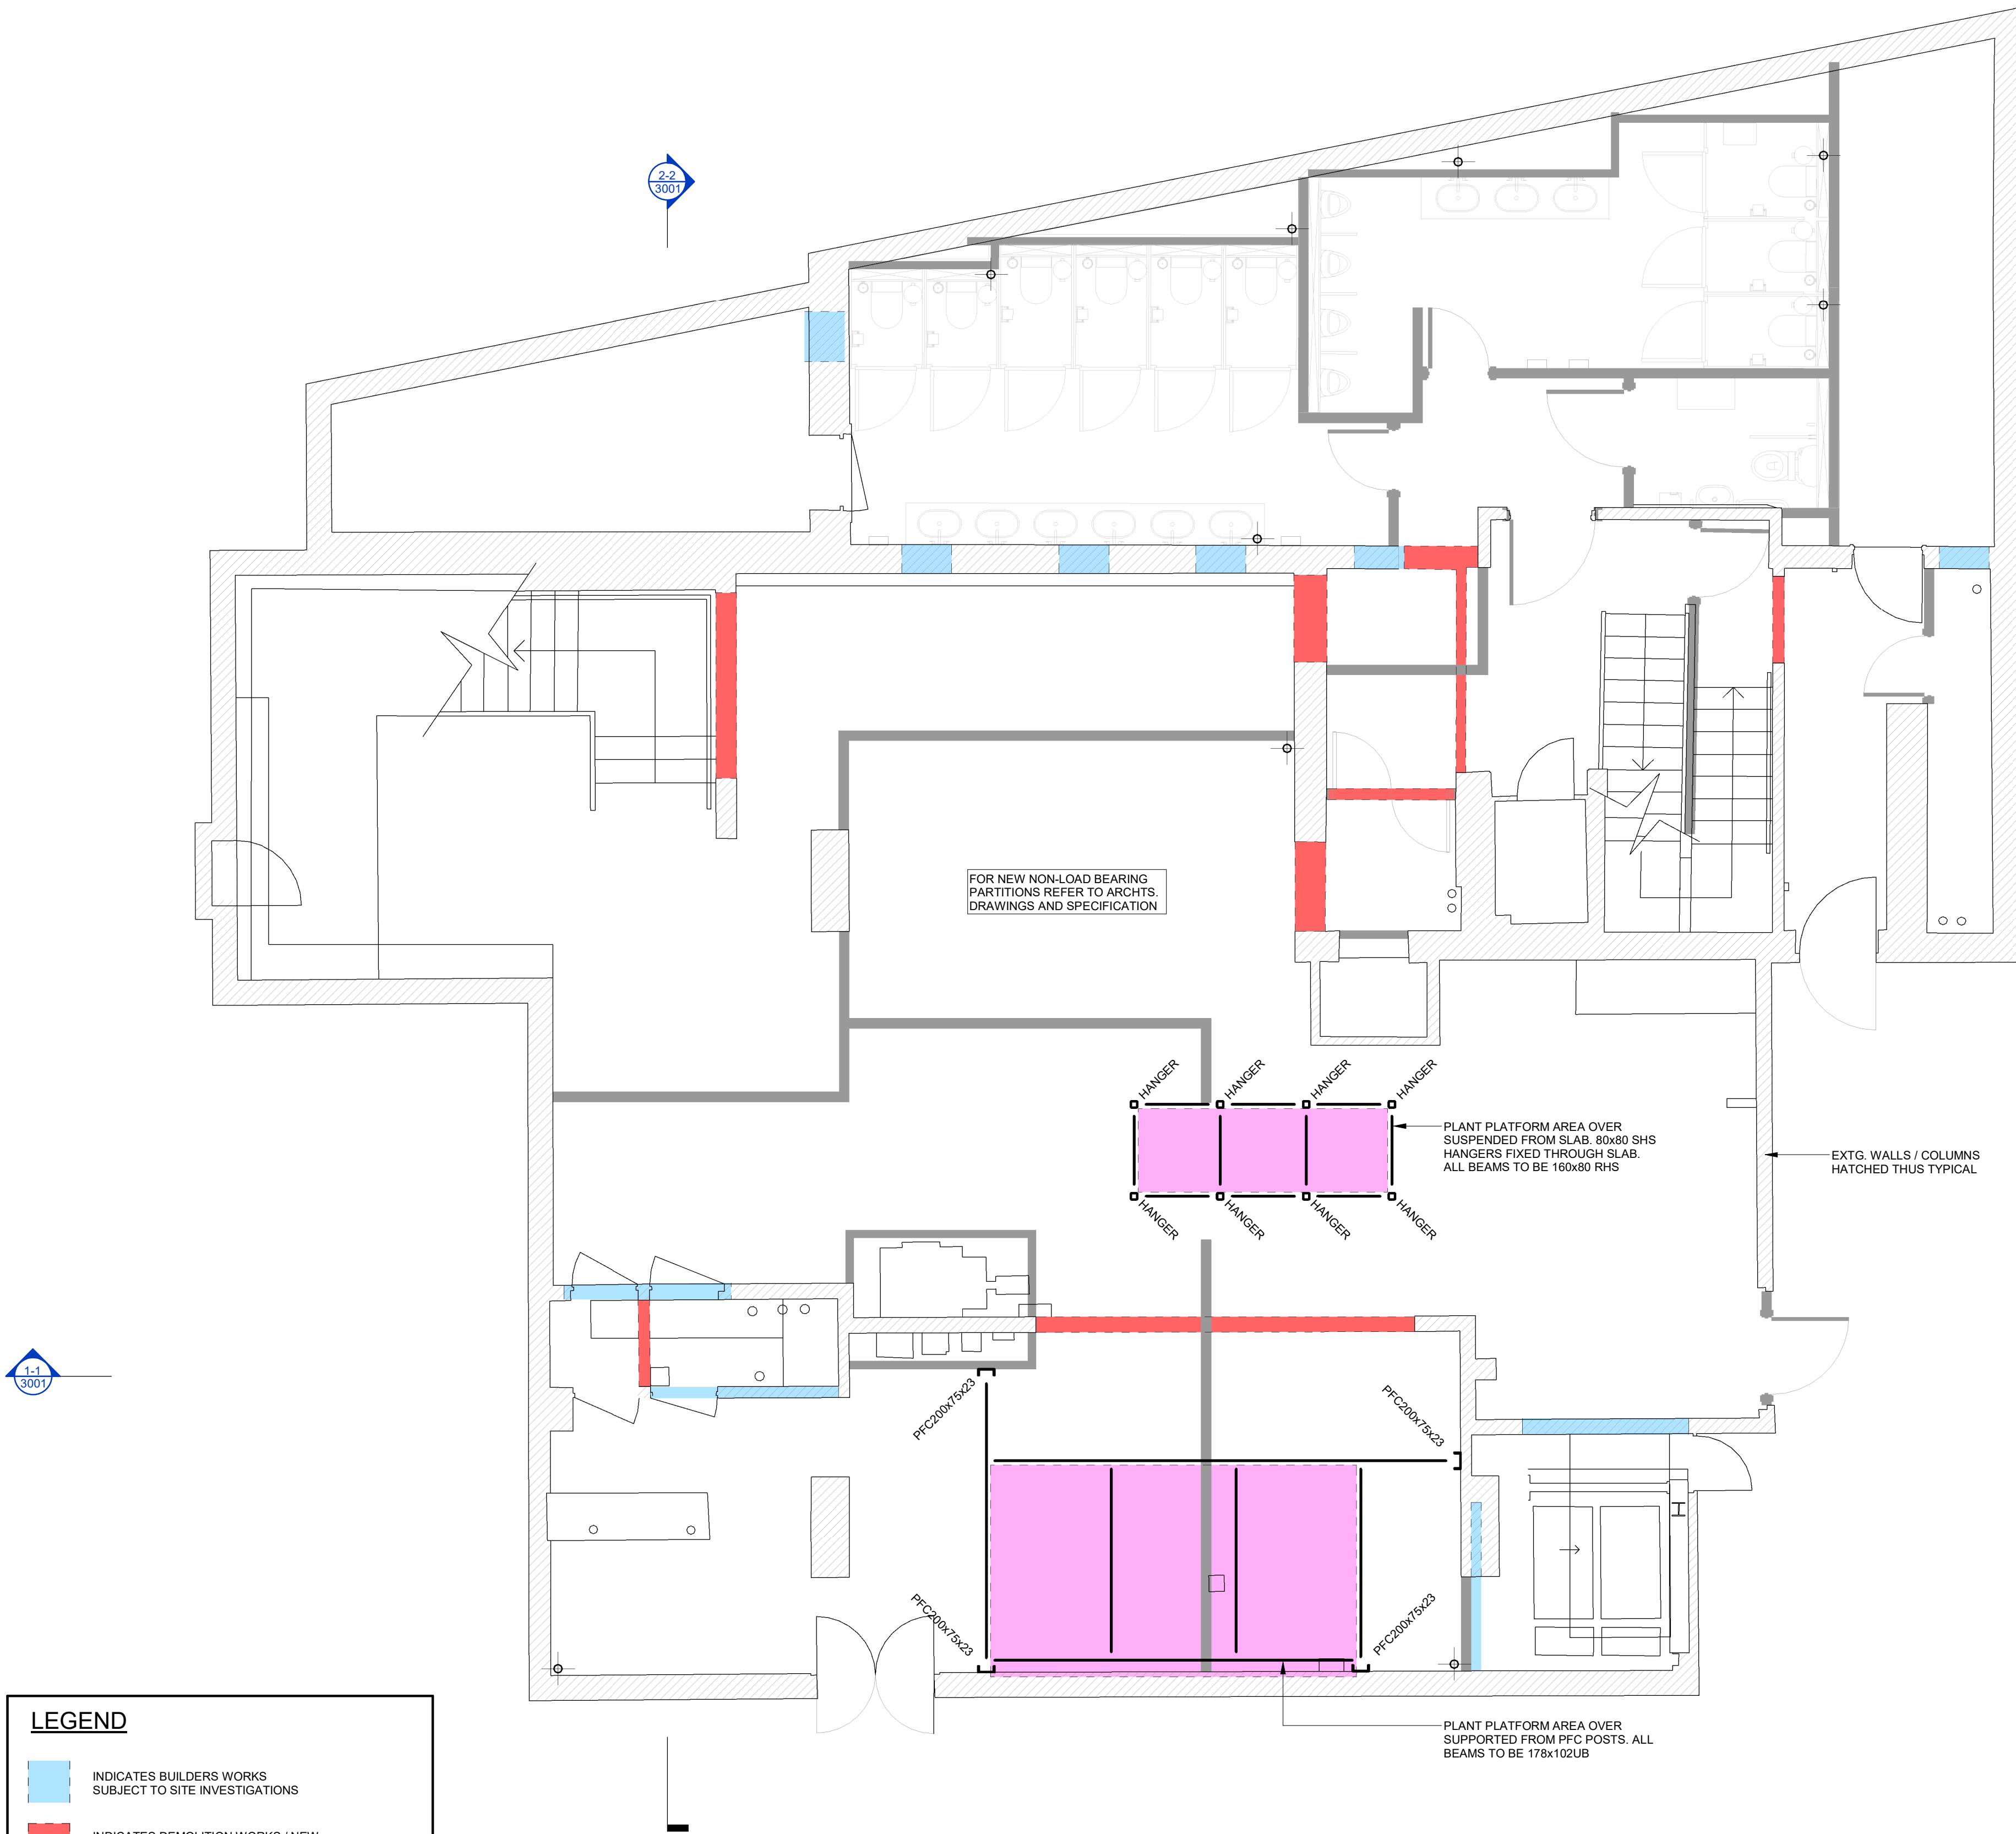 2-2
3001
FOR NEW NON-LOAD BEARING
PARTITIONS REFER TO ARCHTS.
DRAWINGS AND SPECIFICATION
HANGER
HANGER
HANGER
HANGER
PLANT PLATFORM AREA OVER
SUSPENDED FROM SLAB. 80x80 SHS
HANGERS FIXED THROUGH SLAB.
ALL BEAMS TO BE 160x80 RHS
EXTG. WALLS / COLUMNS
HATCHED THUS TYPICAL
HANGER
HANGER
HANGER
HANGER
1-1
3001
PFC200x75x23
PFC200x75x23
PFC200x75x23
PFC200x75x23
PLANT PLATFORM AREA OVER
SUPPORTED FROM PFC POSTS. ALL
BEAMS TO BE 178x102UB
LEGEND
INDICATES BUILDERS WORKS
SUBJECT TO SITE INVESTIGATIONS
INDICATES DEMOLITION WORKS / NEW